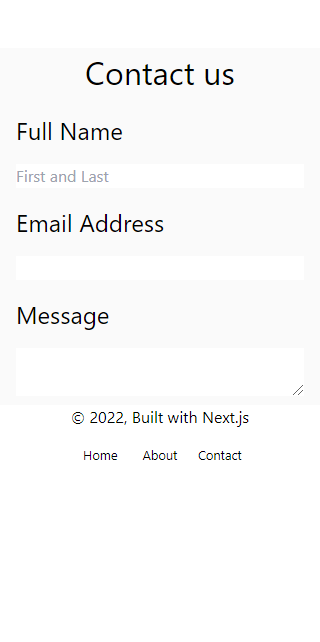 Contact us
Full Name
First and Last
Email Address
Message
© 2022, Built with Next.js
Home About Contact